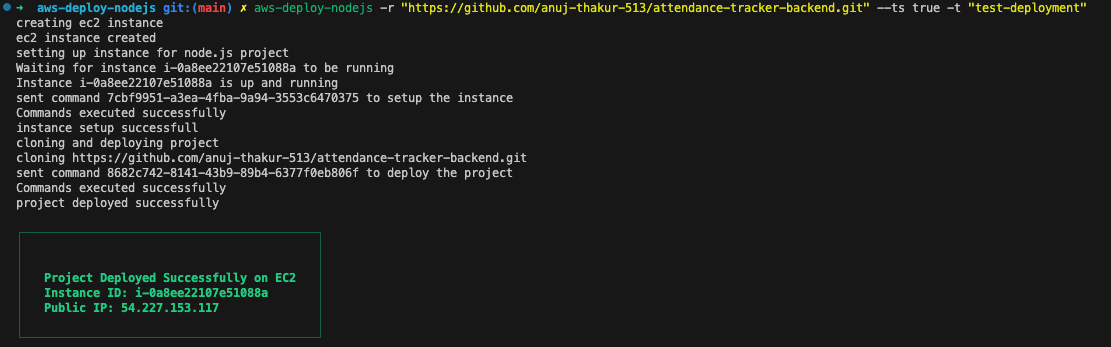 ➜ aws-deploy-nodejs git:(main) ✗ aws-deploy-nodejs -r "https://github.com/anuj-thakur-513/attendance-tracker-backend.git" --ts true -t "test-deployment"
creating ec2 instance
ec2 instance created
setting up instance for node.js project
Waiting for instance i-0a8ee22107e51088a to be running
Instance i-0a8ee22107e51088a is up and running
sent command 7cbf9951-a3ea-4fba-9a94-3553c6470375 to setup the instance
Commands executed successfully
instance setup successfull
cloning and deploying project
cloning https://github.com/anuj-thakur-513/attendance-tracker-backend.git
sent command 8682c742-8141-43b9-89b4-6377f0eb806f to deploy the project
Commands executed successfully
project deployed successfully
Project Deployed Successfully on EC2
Instance ID: i-0a8ee22107e51088a
Public IP: 54.227.153.117